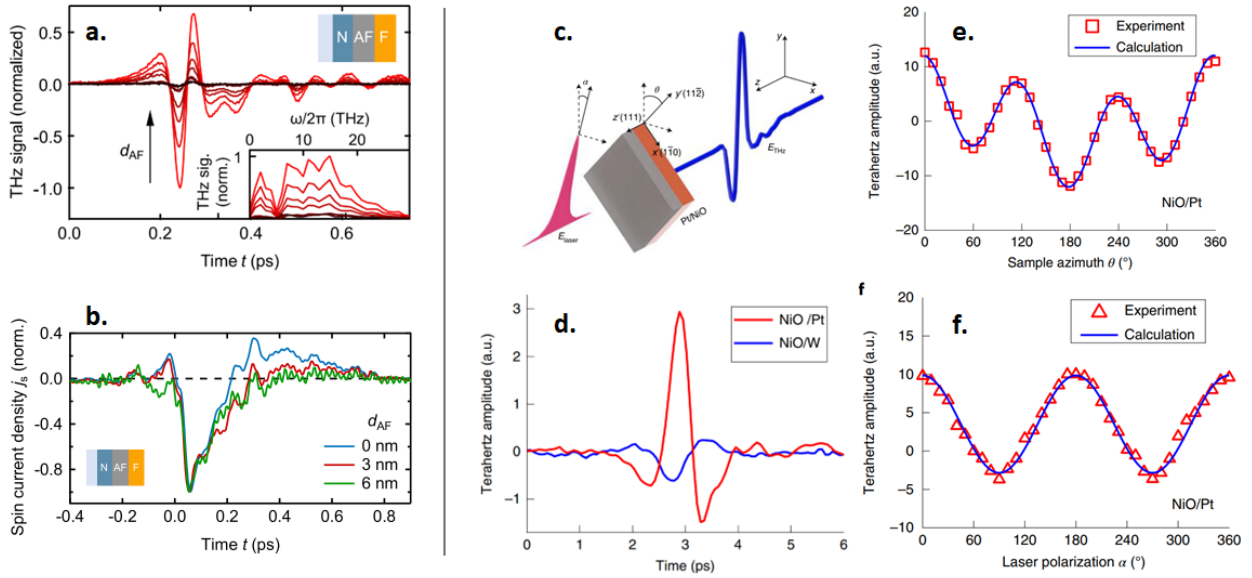 a.
N AF F
THz signal (normalized)
0.5
0.0
-0.5
-1.0
d_AF
ω/2π (THz)
0 10 20
THz sig. (norm.)
1
0.0 0.2 0.4 0.6
Time t (ps)
b.
Spin current density j_s (norm.)
0.4
0.0
-0.4
-0.8
d_AF
0 nm
3 nm
6 nm
N AF F
-0.4 -0.2 0.0 0.2 0.4 0.6 0.8
Time t (ps)
c.
α
θ
y′(112̄)
z′(111)
x′(11̄0)
y
z
x
E_laser
Pt/NiO
E_THz
d.
Terahertz amplitude (a.u.)
3
2
1
0
−1
NiO /Pt
NiO/W
0 1 2 3 4 5 6
Time (ps)
e.
Terahertz amplitude (a.u.)
20
10
0
−10
−20
Experiment
Calculation
NiO/Pt
0 60 120 180 240 300 360
Sample azimuth θ (°)
f
f.
Terahertz amplitude (a.u.)
20
15
10
5
0
−5
−10
Experiment
Calculation
NiO/Pt
0 60 120 180 240 300 360
Laser polarization α (°)